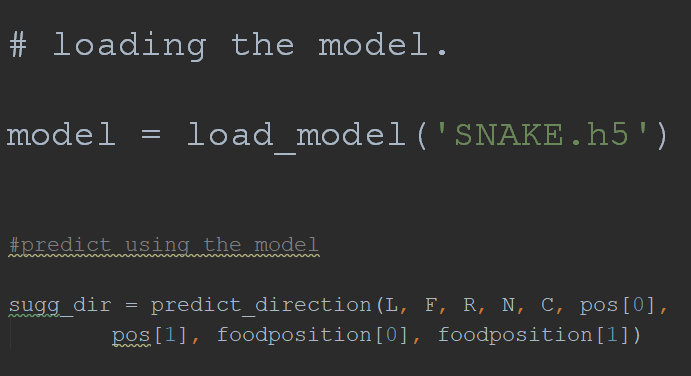 # loading the model.
model = load_model('SNAKE.h5')
#predict using the model
sugg_dir = predict_direction(L, F, R, N, C, pos[0],
pos[1], foodposition[0], foodposition[1])